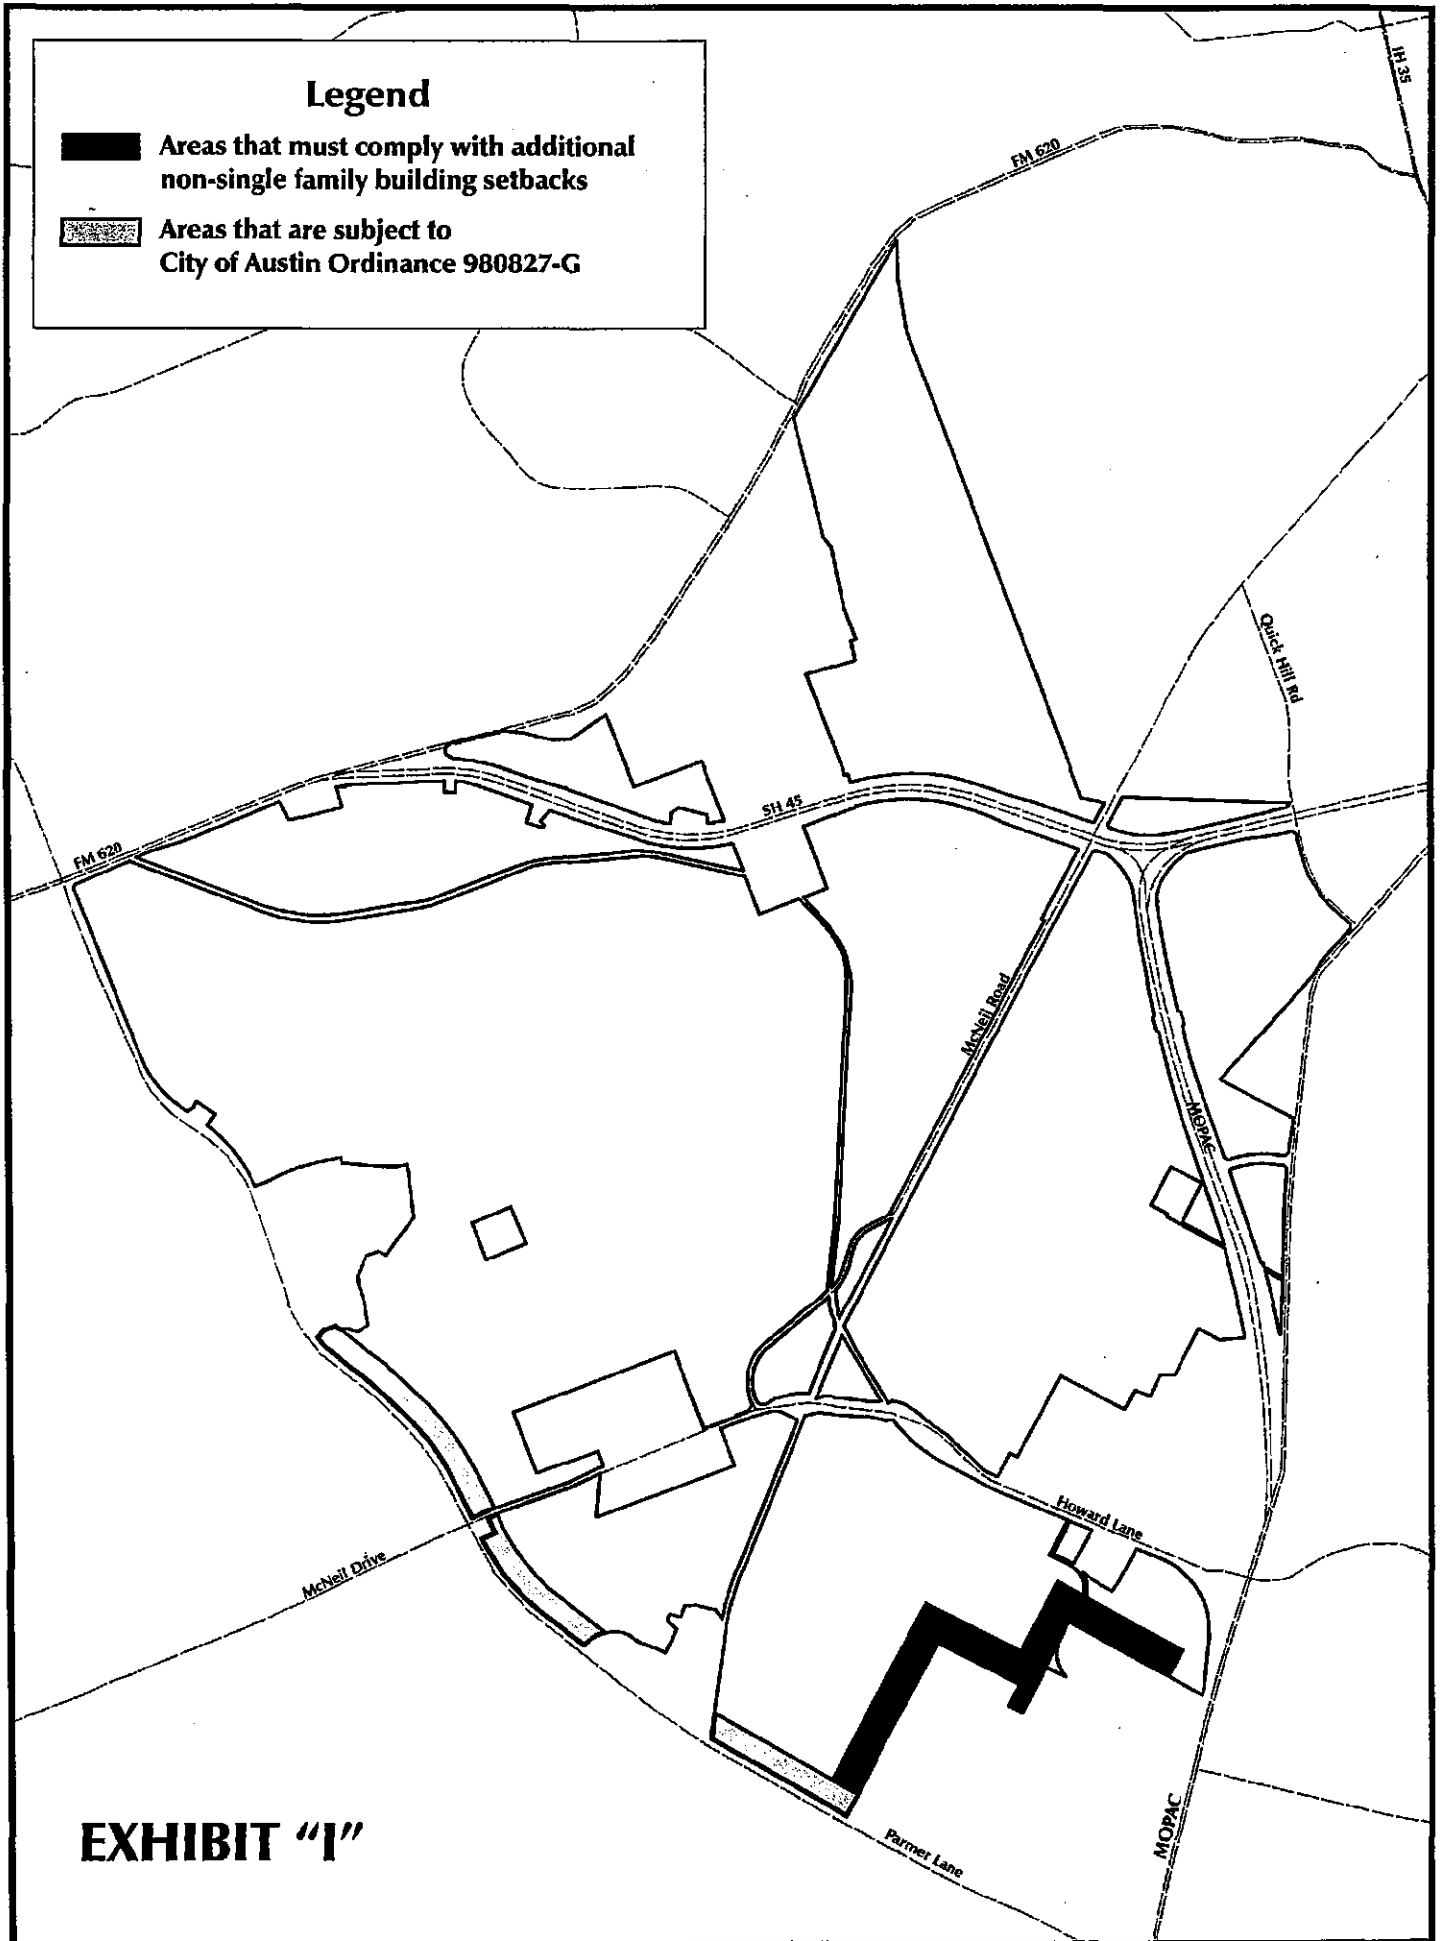 Legend
Areas that must comply with additional
non-single family building setbacks
Areas that are subject to
City of Austin Ordinance 980827-G
IH 35
FM 620
Quick Hill Rd
SH 45
FM 620
McNeil Road
MOPAC
Howard Lane
McNeil Drive
MOPAC
Parmer Lane
EXHIBIT "I"